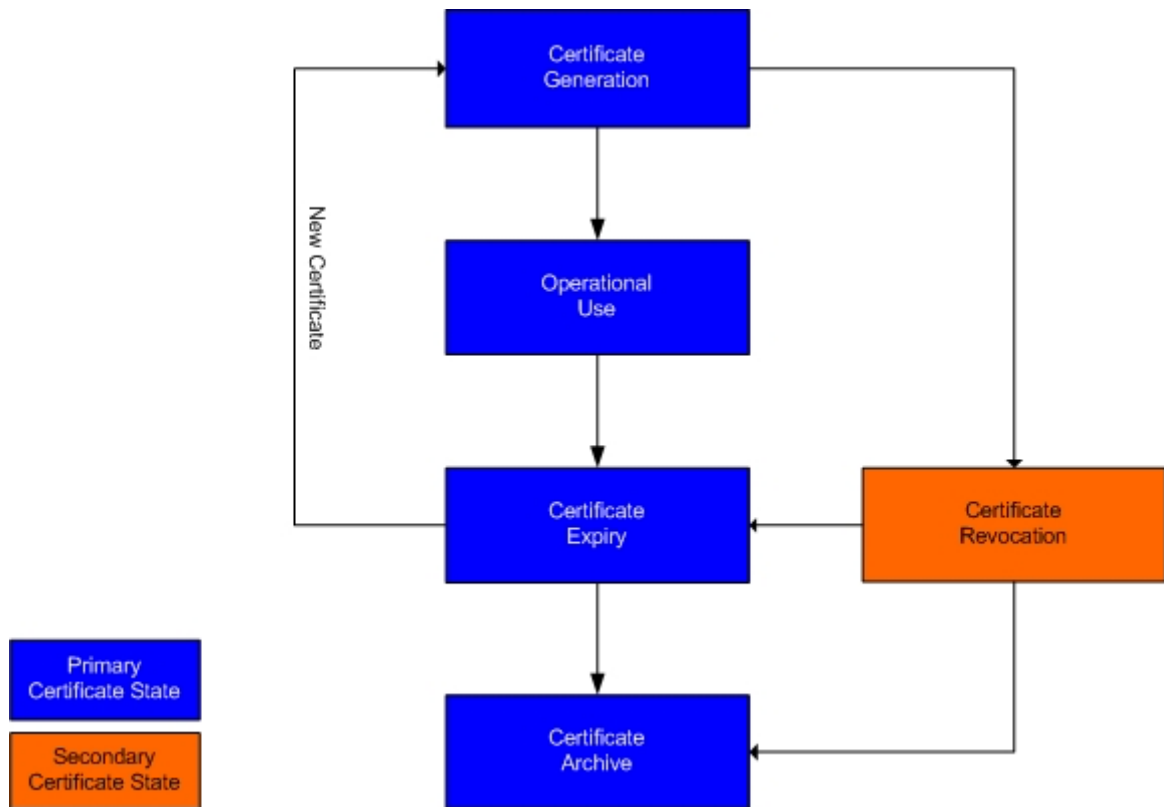 Certificate
Generation
New Certificate
Operational
Use
Certificate
Expiry
Certificate
Revocation
Primary
Certificate State
Certificate
Archive
Secondary
Certificate State